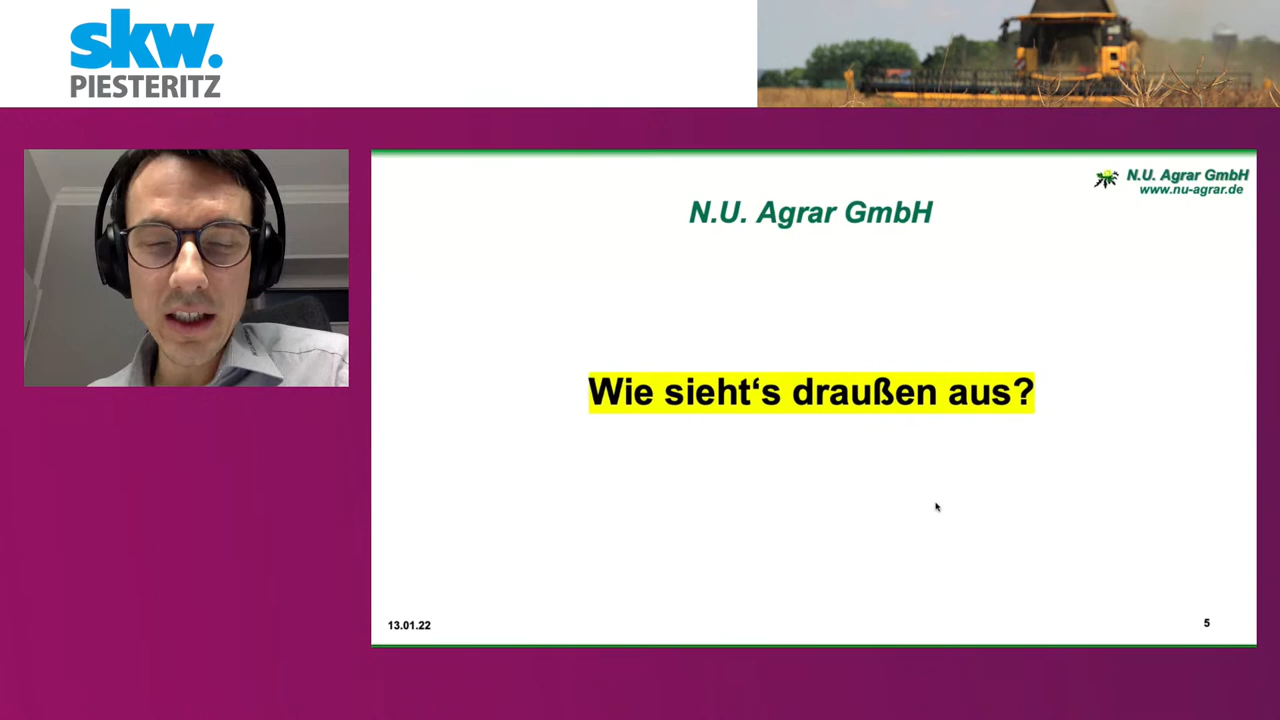 skw.
PIESTERITZ
N.U. Agrar GmbH
www.nu-agrar.de
N.U. Agrar GmbH
Wie sieht‘s draußen aus?
13.01.22
5